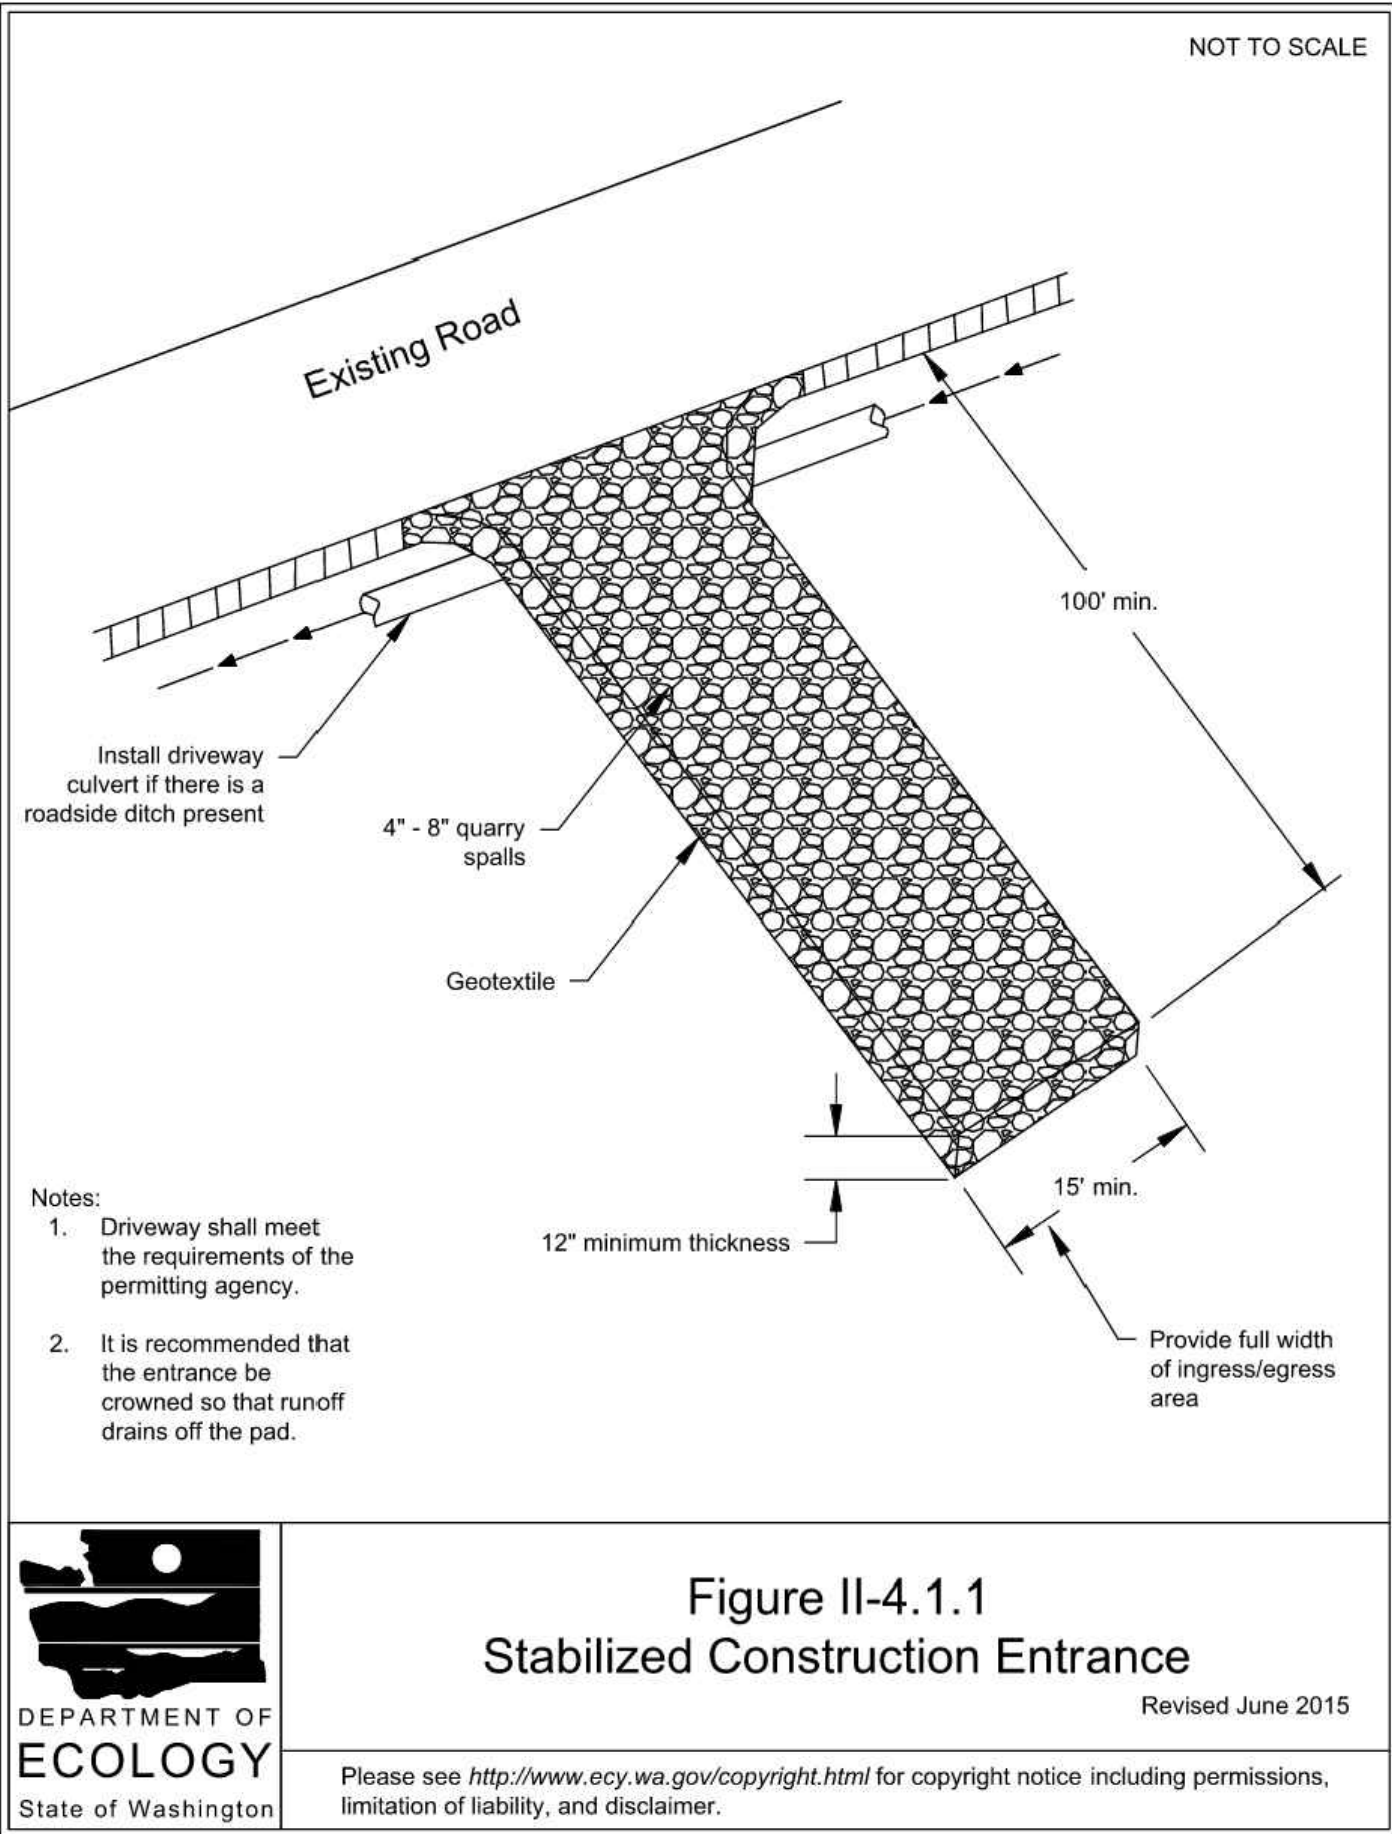 NOT TO SCALE
Existing Road
100' min.
Install driveway
culvert if there is a
roadside ditch present
4" - 8" quarry
spalls
Geotextile
15' min.
12" minimum thickness
Provide full width
of ingress/egress
area
Notes:
1. Driveway shall meet
the requirements of the
permitting agency.
2. It is recommended that
the entrance be
crowned so that runoff
drains off the pad.
DEPARTMENT OF
ECOLOGY
State of Washington
Figure II-4.1.1
Stabilized Construction Entrance
Revised June 2015
Please see http://www.ecy.wa.gov/copyright.html for copyright notice including permissions,
limitation of liability, and disclaimer.